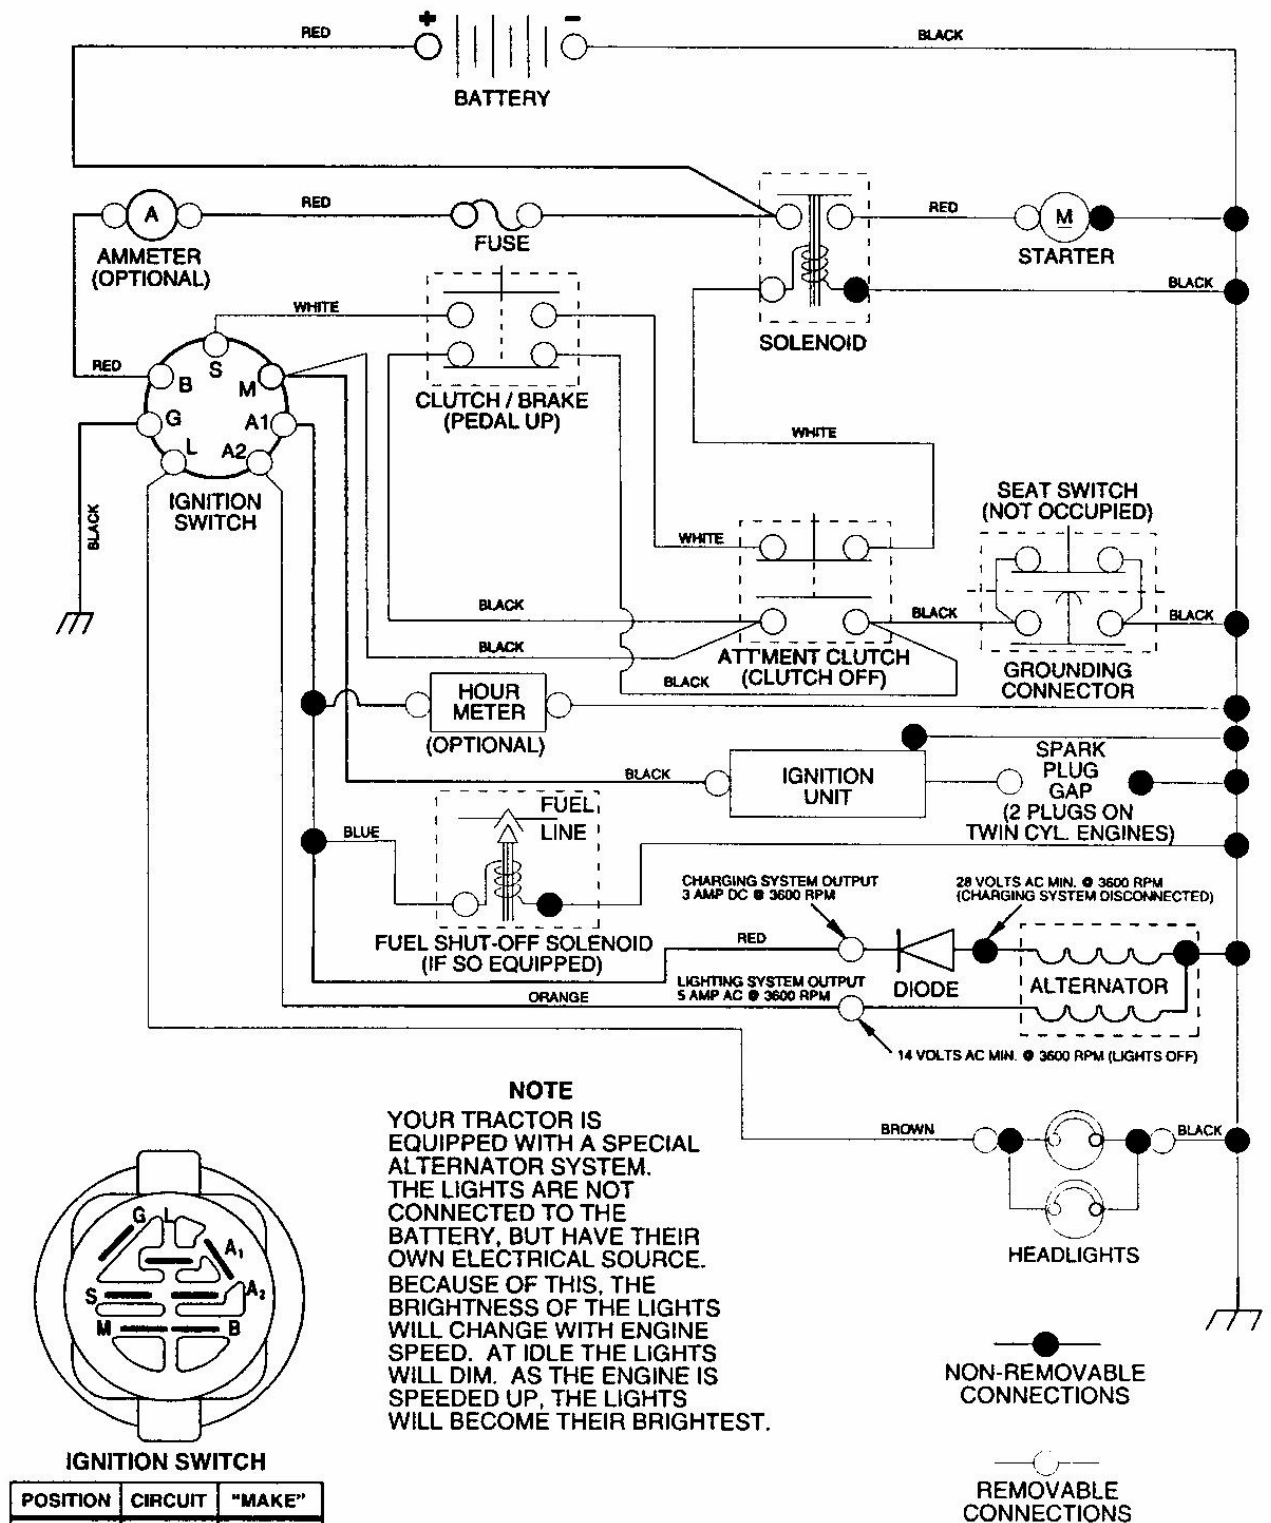 RED
+
-
BLACK
BATTERY
A
RED
FUSE
AMMETER
(OPTIONAL)
RED
M
STARTER
BLACK
SOLENOID
WHITE
RED
S
B
M
G
A1
L
A2
IGNITION
SWITCH
BLACK
CLUTCH / BRAKE
(PEDAL UP)
WHITE
WHITE
SEAT SWITCH
(NOT OCCUPIED)
BLACK
BLACK
BLACK
BLACK
BLACK
ATT'MENT CLUTCH
(CLUTCH OFF)
GROUNDING
CONNECTOR
HOUR
METER
(OPTIONAL)
BLACK
IGNITION
UNIT
SPARK
PLUG
GAP
(2 PLUGS ON
TWIN CYL. ENGINES)
FUEL
LINE
BLUE
FUEL SHUT-OFF SOLENOID
(IF SO EQUIPPED)
CHARGING SYSTEM OUTPUT
3 AMP DC @ 3600 RPM
28 VOLTS AC MIN. @ 3600 RPM
(CHARGING SYSTEM DISCONNECTED)
RED
DIODE
ALTERNATOR
LIGHTING SYSTEM OUTPUT
5 AMP AC @ 3600 RPM
ORANGE
14 VOLTS AC MIN. @ 3600 RPM (LIGHTS OFF)
BROWN
BLACK
HEADLIGHTS
NOTE
YOUR TRACTOR IS
EQUIPPED WITH A SPECIAL
ALTERNATOR SYSTEM.
THE LIGHTS ARE NOT
CONNECTED TO THE
BATTERY, BUT HAVE THEIR
OWN ELECTRICAL SOURCE.
BECAUSE OF THIS, THE
BRIGHTNESS OF THE LIGHTS
WILL CHANGE WITH ENGINE
SPEED. AT IDLE THE LIGHTS
WILL DIM. AS THE ENGINE IS
SPEEDED UP, THE LIGHTS
WILL BECOME THEIR BRIGHTEST.
G L
A1
S
A2
M
B
IGNITION SWITCH
POSITION CIRCUIT "MAKE"
NON-REMOVABLE
CONNECTIONS
REMOVABLE
CONNECTIONS